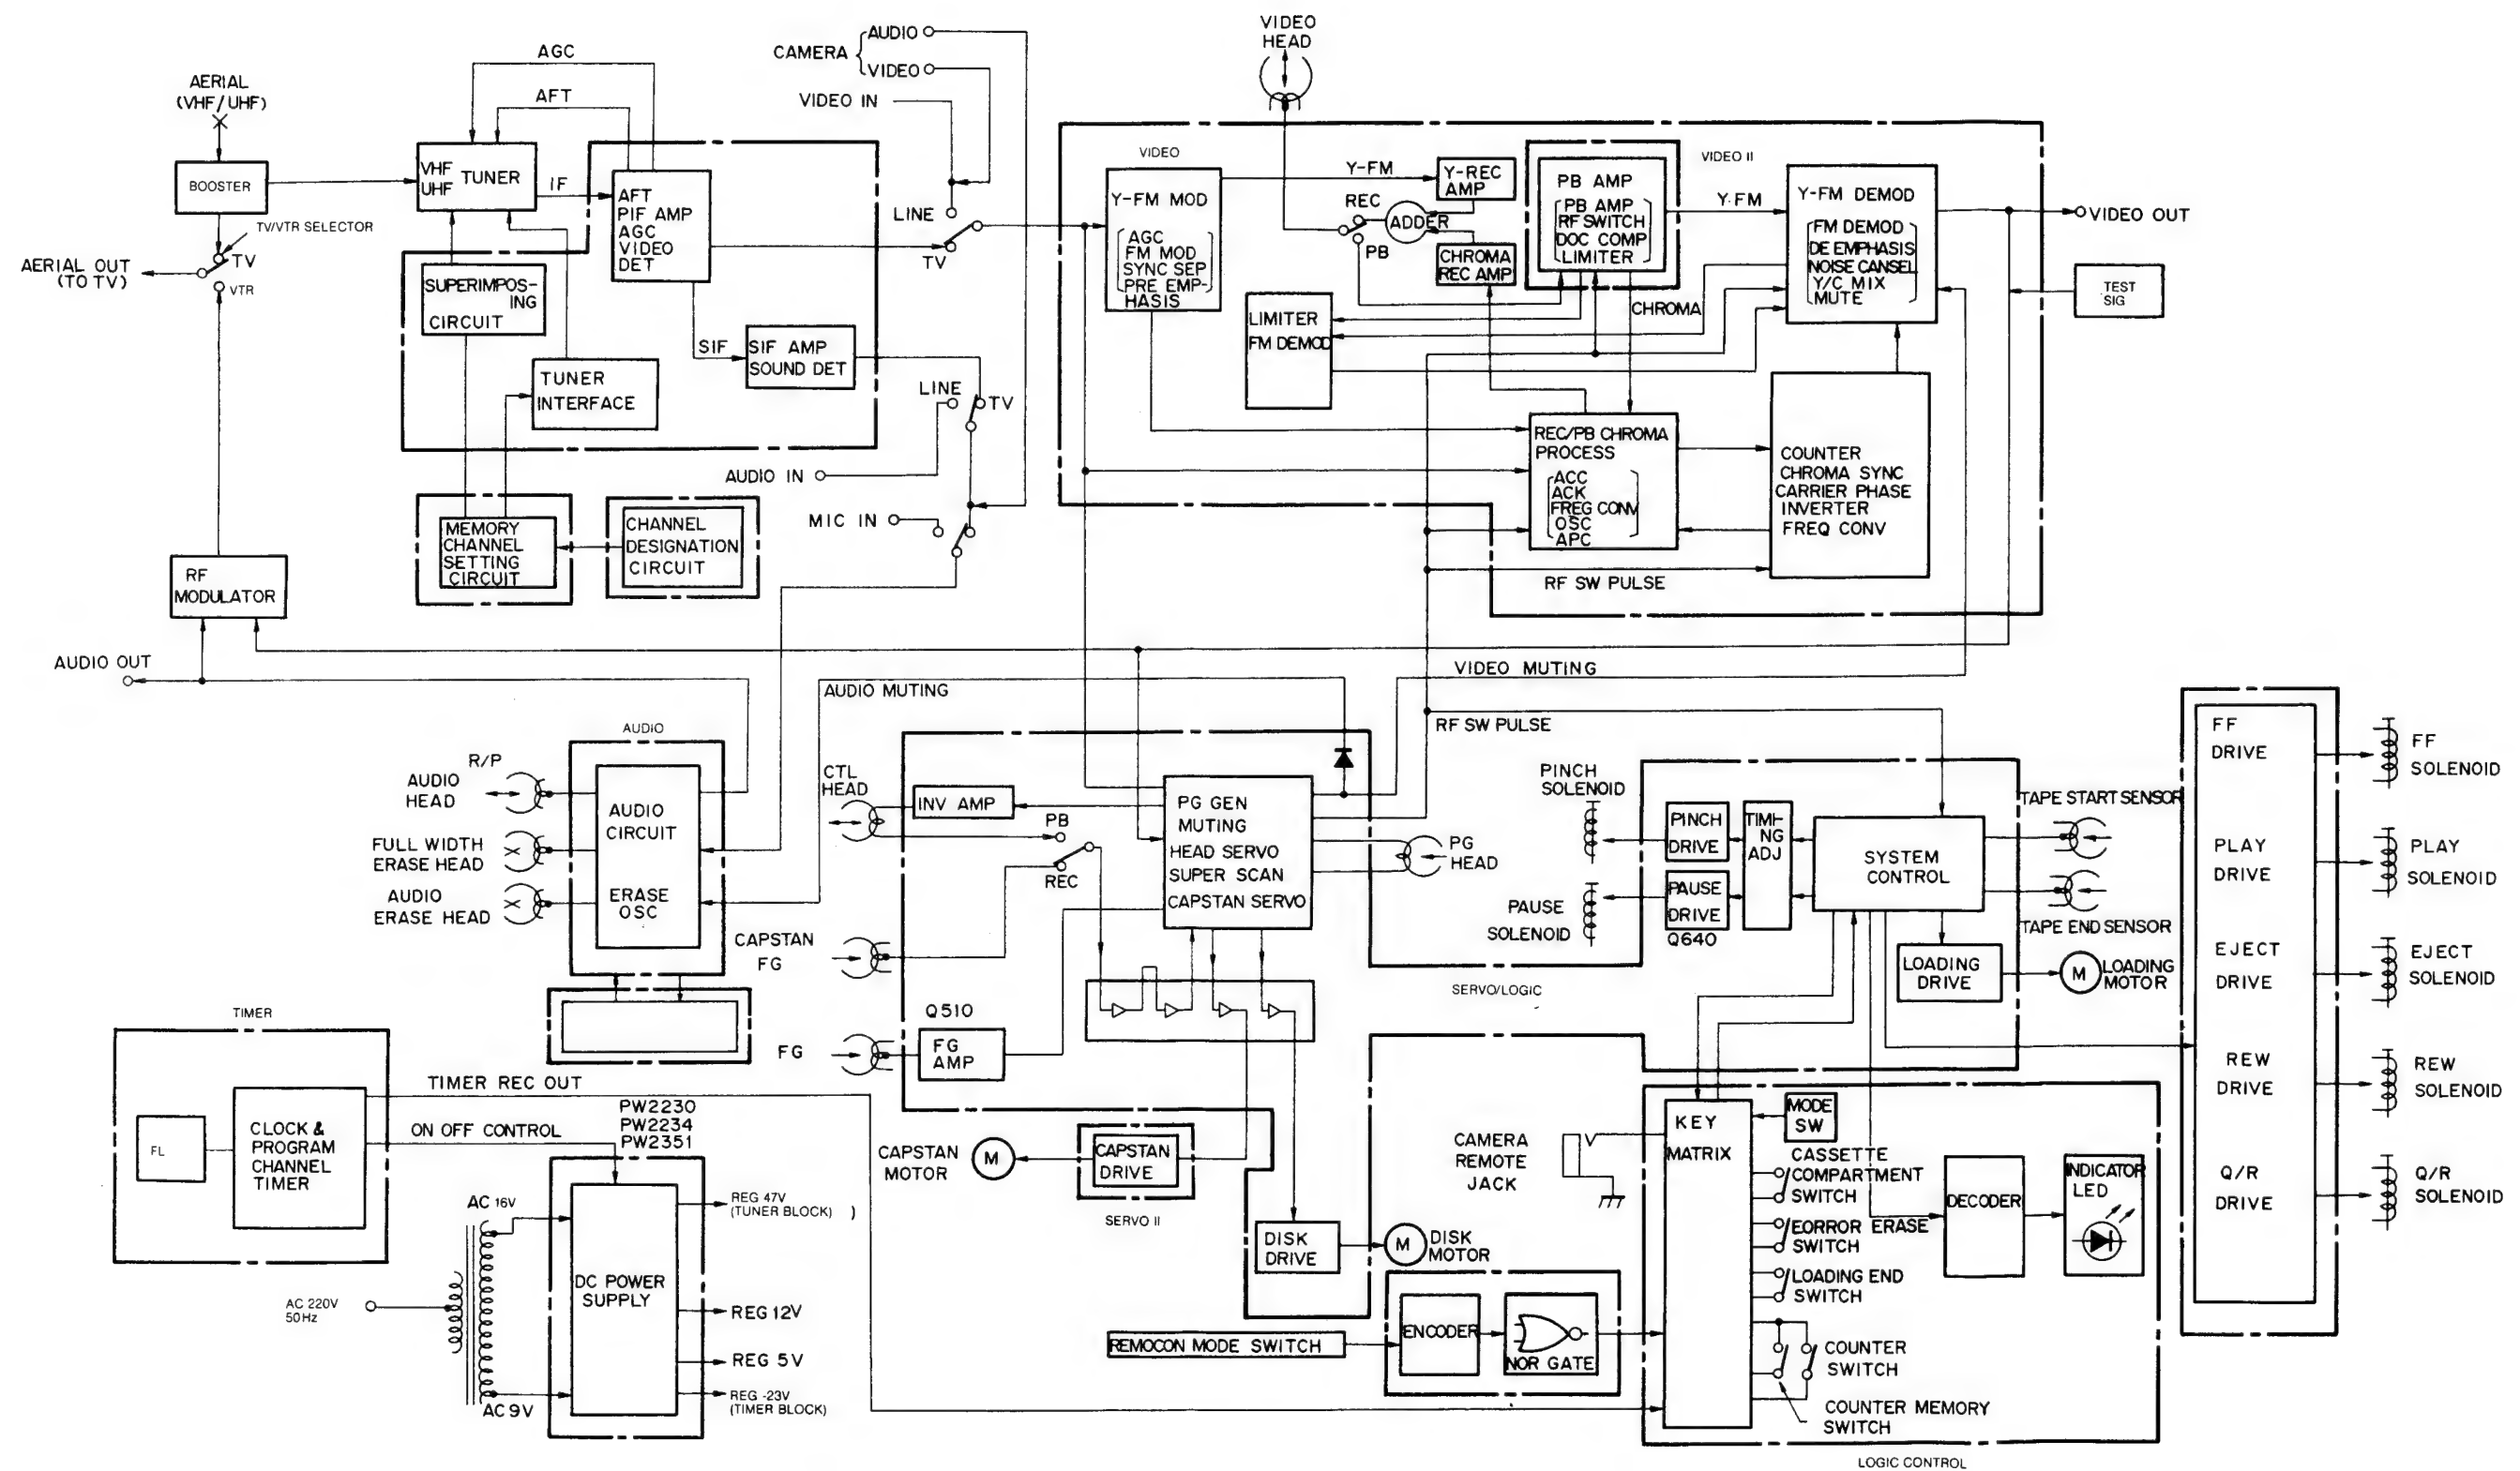 VIDEO
HEAD
CAMERA
AUDIO
VIDEO
VIDEO IN
AGC
AFT
AERIAL
(VHF/UHF)
BOOSTER
TV/VTR SELECTOR
AERIAL OUT
(TO TV)
TV
VTR
VHF
UHF
TUNER
IF
AFT
PIF AMP
AGC
VIDEO
DET
LINE
TV
SUPERIMPOS-
ING
CIRCUIT
TUNER
INTERFACE
SIF
SIF AMP
SOUND DET
LINE
TV
AUDIO IN
MIC IN
MEMORY
CHANNEL
SETTING
CIRCUIT
CHANNEL
DESIGNATION
CIRCUIT
RF
MODULATOR
AUDIO OUT
VIDEO
Y-FM MOD
AGC
FM MOD
SYNC SEP
PRE EMP-
HASIS
Y-FM
Y-REC
AMP
REC
ADDER
PB
CHROMA
REC AMP
LIMITER
FM DEMOD
PB AMP
PB AMP
RF SWITCH
DOC COMP
LIMITER
VIDEO II
Y·FM
CHROMA
Y-FM DEMOD
FM DEMOD
DE EMPHASIS
NOISE CANSEL
Y/C MIX
MUTE
VIDEO OUT
TEST
SIG
REC/PB CHROMA
PROCESS
ACC
ACK
FREG CONV
OSC
APC
COUNTER
CHROMA SYNC
CARRIER PHASE
INVERTER
FREQ CONV
RF SW PULSE
VIDEO MUTING
AUDIO MUTING
RF SW PULSE
AUDIO
R/P
AUDIO
HEAD
FULL WIDTH
ERASE HEAD
AUDIO
ERASE HEAD
AUDIO
CIRCUIT
ERASE
OSC
CTL
HEAD
INV AMP
PB
REC
CAPSTAN
FG
PG GEN
MUTING
HEAD SERVO
SUPER SCAN
CAPSTAN SERVO
PG
HEAD
Q510
FG
AMP
FG
PINCH
SOLENOID
PAUSE
SOLENOID
PINCH
DRIVE
PAUSE
DRIVE
Q640
TIMI-
NG
ADJ
SYSTEM
CONTROL
TAPE START SENSOR
TAPE END SENSOR
LOADING
DRIVE
M
LOADING
MOTOR
SERVO/LOGIC
FF
DRIVE
PLAY
DRIVE
EJECT
DRIVE
REW
DRIVE
Q/R
DRIVE
FF
SOLENOID
PLAY
SOLENOID
EJECT
SOLENOID
REW
SOLENOID
Q/R
SOLENOID
TIMER
FL
CLOCK &
PROGRAM
CHANNEL
TIMER
TIMER REC OUT
ON OFF CONTROL
PW2230
PW2234
PW2351
AC 16V
AC 9V
AC 220V
50Hz
DC POWER
SUPPLY
REG 47V
(TUNER BLOCK) )
REG 12V
REG 5V
REG -23V
(TIMER BLOCK)
CAPSTAN
MOTOR
M
CAPSTAN
DRIVE
SERVO II
DISK
DRIVE
M
DISK
MOTOR
REMOCON MODE SWITCH
ENCODER
NOR GATE
CAMERA
REMOTE
JACK
KEY
MATRIX
MODE
SW
CASSETTE
COMPARTMENT
SWITCH
EORROR ERASE
SWITCH
LOADING END
SWITCH
COUNTER
SWITCH
COUNTER MEMORY
SWITCH
DECODER
INDICATOR
LED
LOGIC CONTROL